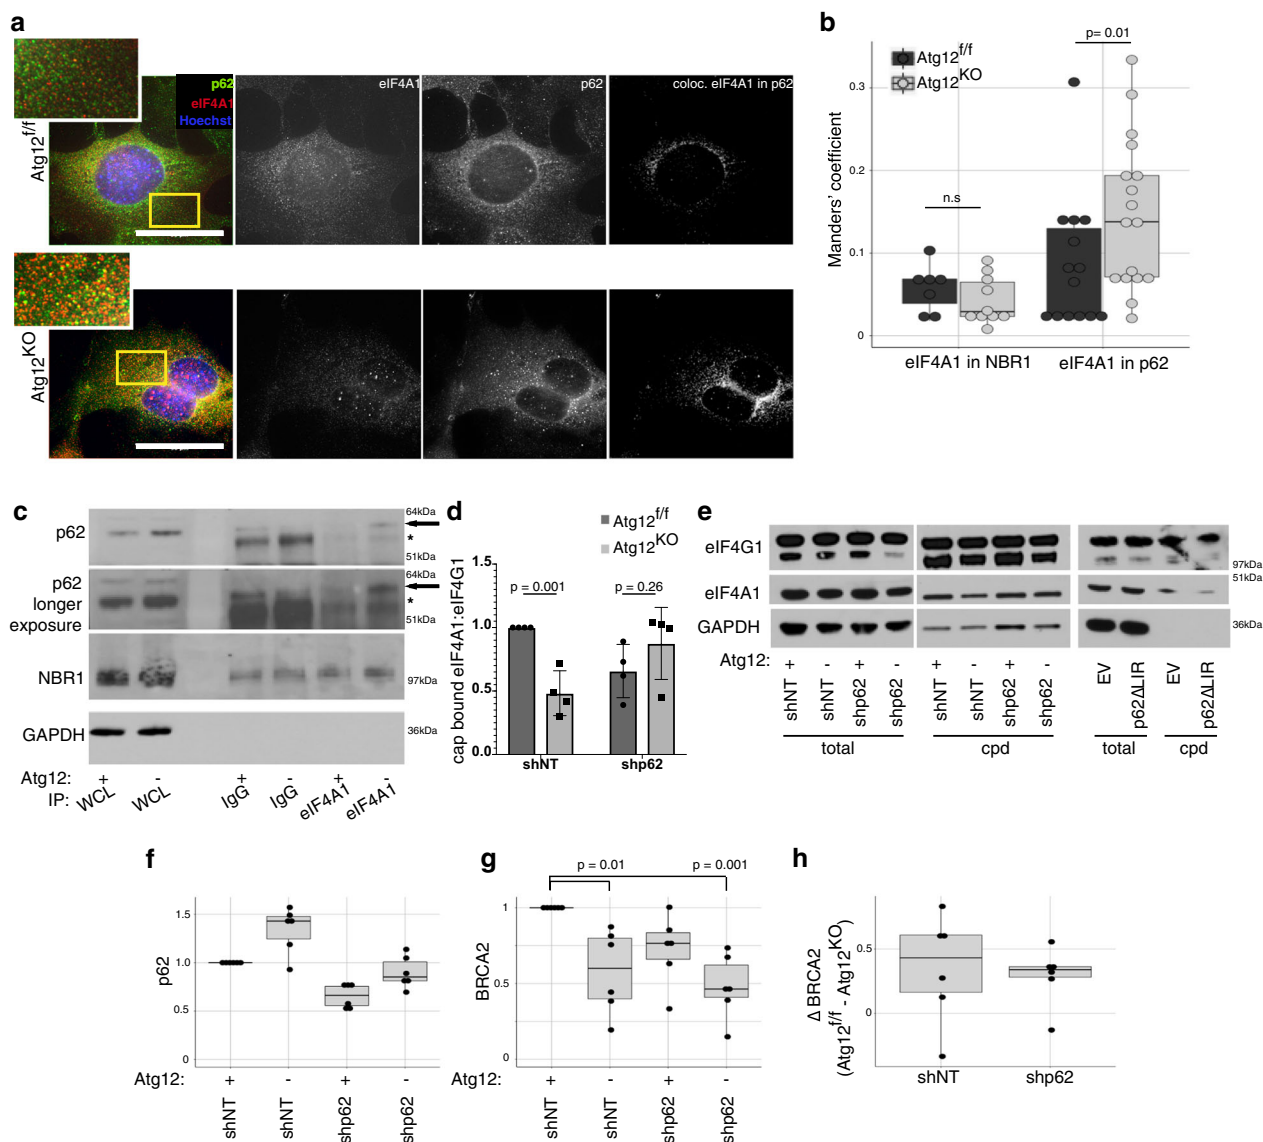 a
p62
eIF4A1
Hoechst
eIF4A1
p62
coloc. eIF4A1 in p62
Atg12f/f
Atg12KO
b
p= 0.01
Atg12f/f
Atg12KO
n.s
Manders' coefficient
0.3
0.2
0.1
0
eIF4A1 in NBR1
eIF4A1 in p62
c
p62
64kDa
*
51kDa
p62
longer
exposure
64kDa
*
51kDa
NBR1
97kDa
GAPDH
36kDa
Atg12: + - + - + -
IP: WCL WCL IgG IgG eIF4A1 eIF4A1
d
Atg12f/f
Atg12KO
cap bound eIF4A1:eIF4G1
1.5
1.0
0.5
0.0
p = 0.001
p = 0.26
shNT
shp62
e
eIF4G1
97kDa
51kDa
eIF4A1
GAPDH
36kDa
Atg12: + - + - + - + -
shNT shNT shp62 shp62 shNT shNT shp62 shp62 EV p62ΔLIR EV p62ΔLIR
total cpd total cpd
f
p62
1.5
1.0
0.5
0
Atg12: + - + -
shNT shNT shp62 shp62
g
p = 0.01
p = 0.001
BRCA2
1
0.5
0
Atg12: + - + -
shNT shNT shp62 shp62
h
Δ BRCA2
(Atg12f/f - Atg12KO)
0.5
0
shNT
shp62